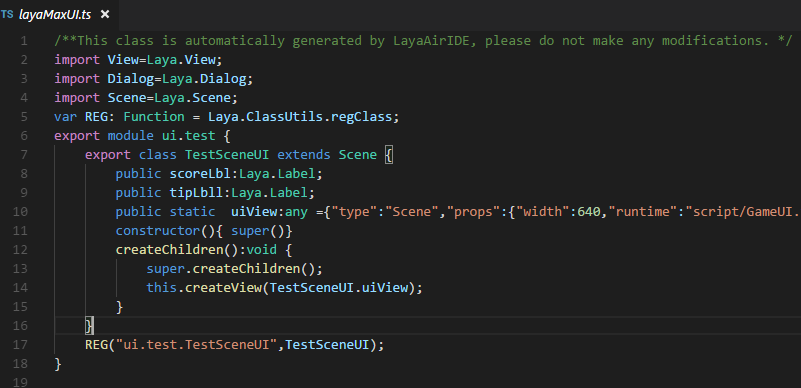 TS layaMaxUI.ts ×
1 /**This class is automatically generated by LayaAirIDE, please do not make any modifications. */
2 import View=Laya.View;
3 import Dialog=Laya.Dialog;
4 import Scene=Laya.Scene;
5 var REG: Function = Laya.ClassUtils.regClass;
6 export module ui.test {
7 export class TestSceneUI extends Scene {
8 public scoreLbl:Laya.Label;
9 public tipLbll:Laya.Label;
10 public static  uiView:any ={"type":"Scene","props":{"width":640,"runtime":"script/GameUI.
11 constructor(){ super()}
12 createChildren():void {
13 super.createChildren();
14 this.createView(TestSceneUI.uiView);
15 }
16 }
17 REG("ui.test.TestSceneUI",TestSceneUI);
18 }
19